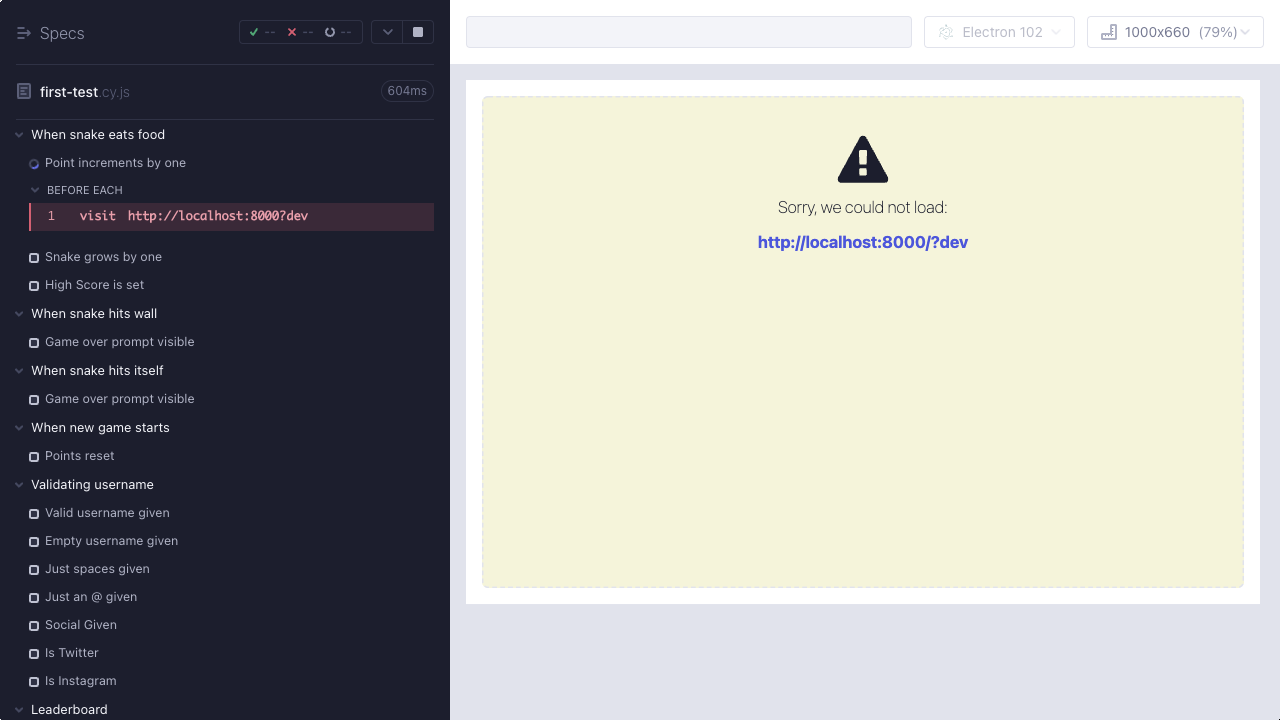 Specs
-- -- --
first-test.cy.js
604ms
When snake eats food
Point increments by one
BEFORE EACH
1 visit http://localhost:8000?dev
Snake grows by one
High Score is set
When snake hits wall
Game over prompt visible
When snake hits itself
Game over prompt visible
When new game starts
Points reset
Validating username
Valid username given
Empty username given
Just spaces given
Just an @ given
Social Given
Is Twitter
Is Instagram
Leaderboard
Electron 102
1000x660 (79%)
Sorry, we could not load:
http://localhost:8000/?dev